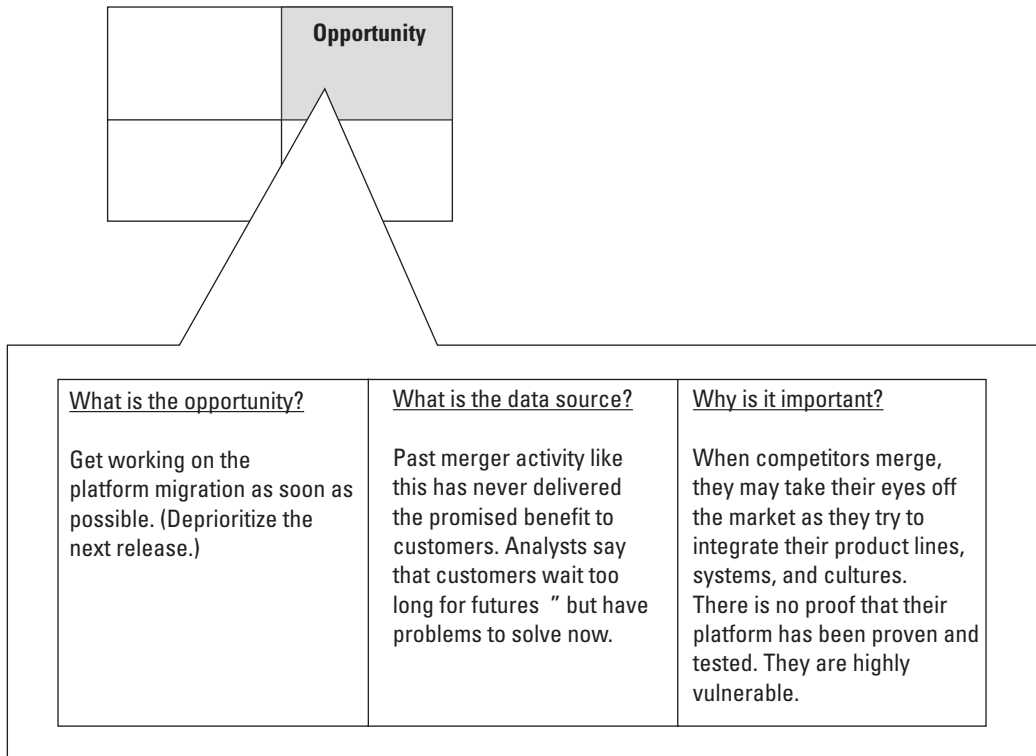 Opportunity
What is the opportunity?
Get working on the
platform migration as soon as
possible. (Deprioritize the
next release.)
What is the data source?
Past merger activity like
this has never delivered
the promised benefit to
customers. Analysts say
that customers wait too
long for futures ” but have
problems to solve now.
Why is it important?
When competitors merge,
they may take their eyes off
the market as they try to
integrate their product lines,
systems, and cultures.
There is no proof that their
platform has been proven and
tested. They are highly
vulnerable.